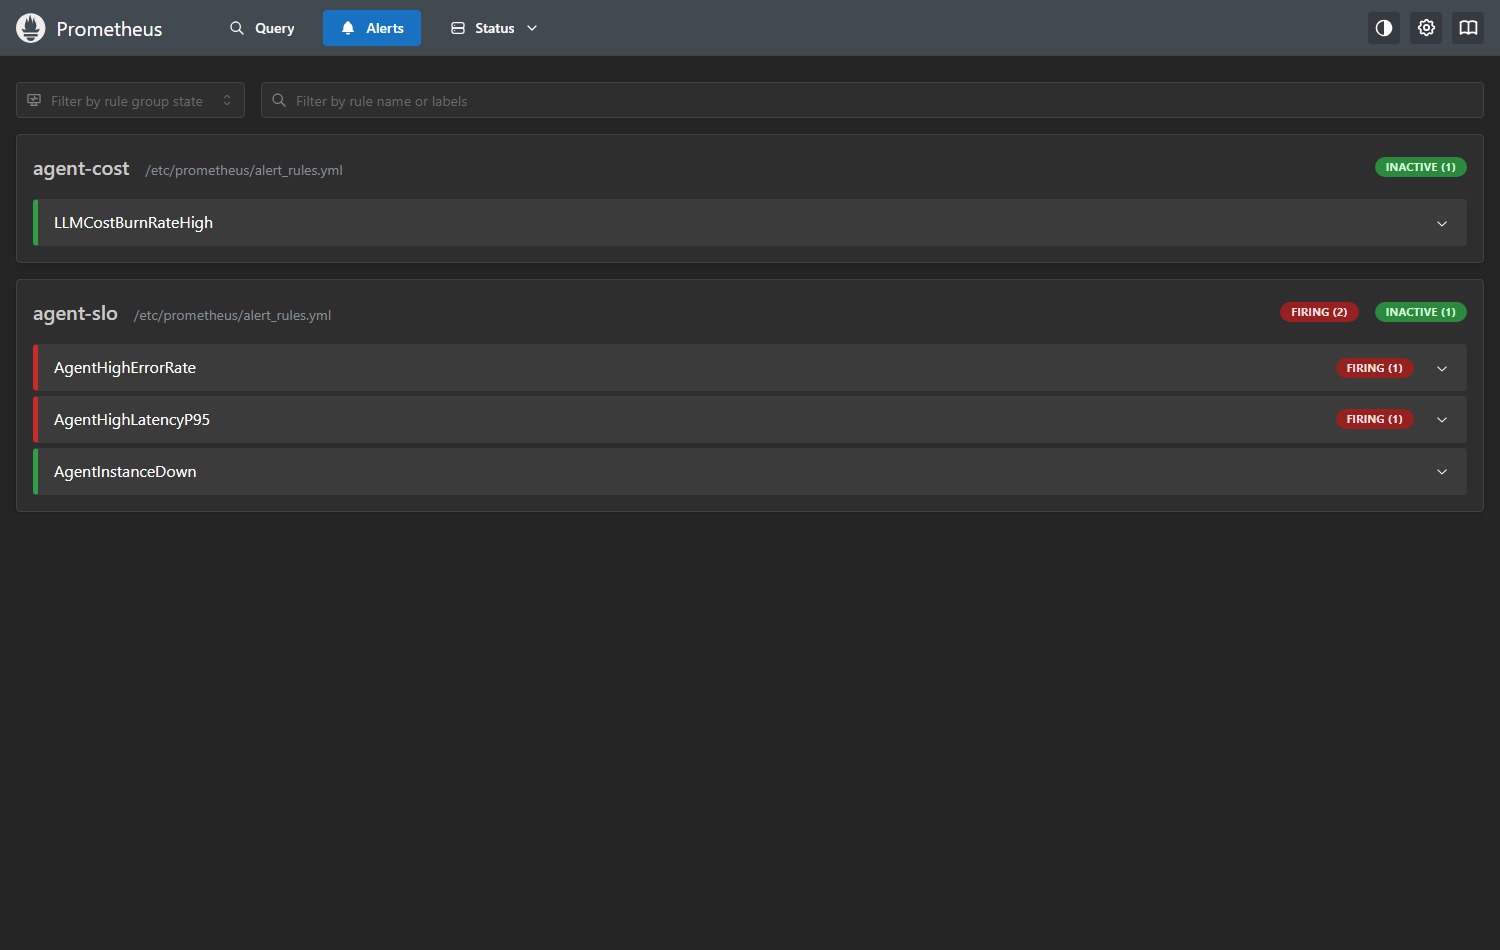 Prometheus Query Alerts Status
Filter by rule group state Filter by rule name or labels
agent-cost /etc/prometheus/alert_rules.yml INACTIVE (1)
LLMCostBurnRateHigh
agent-slo /etc/prometheus/alert_rules.yml FIRING (2) INACTIVE (1)
AgentHighErrorRate FIRING (1)
AgentHighLatencyP95 FIRING (1)
AgentInstanceDown